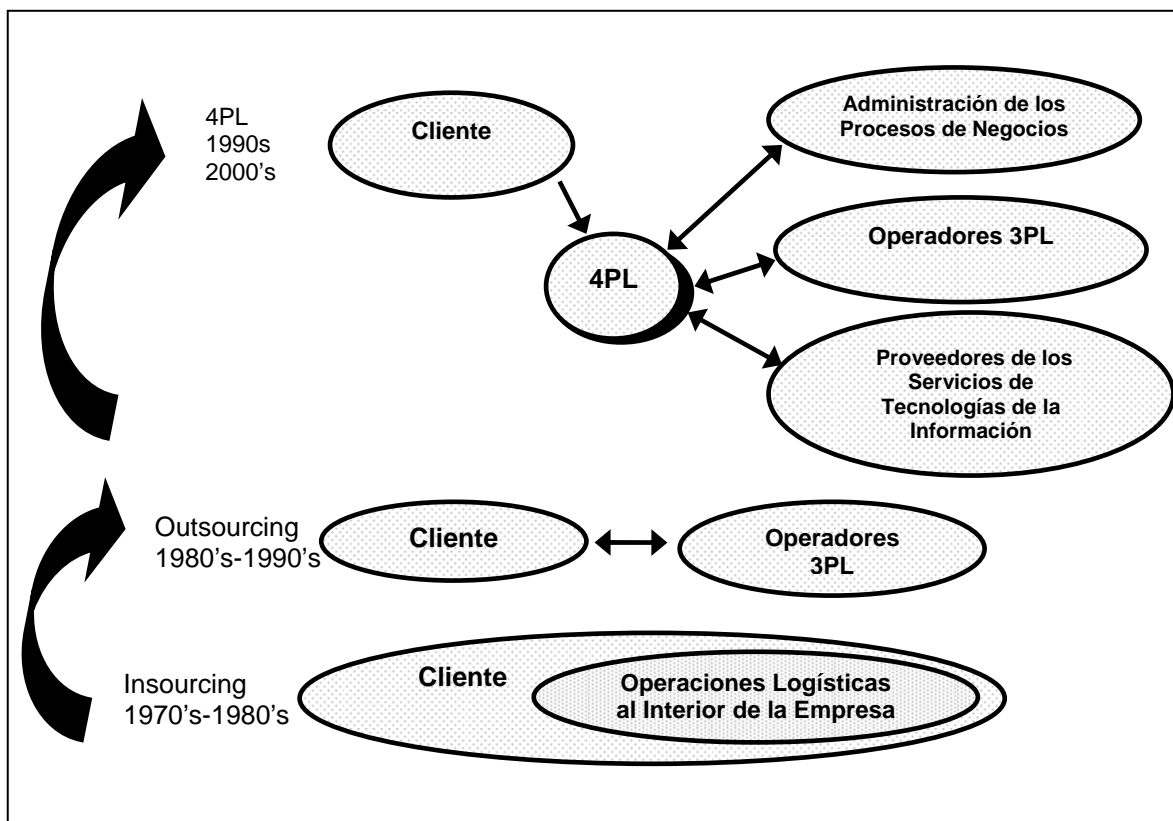 4PL
1990s
2000's
Cliente
Administración de los
Procesos de Negocios
4PL
Operadores 3PL
Proveedores de los
Servicios de
Tecnologías de la
Información
Outsourcing
1980's-1990's
Cliente
Operadores
3PL
Insourcing
1970's-1980's
Cliente
Operaciones Logísticas
al Interior de la Empresa